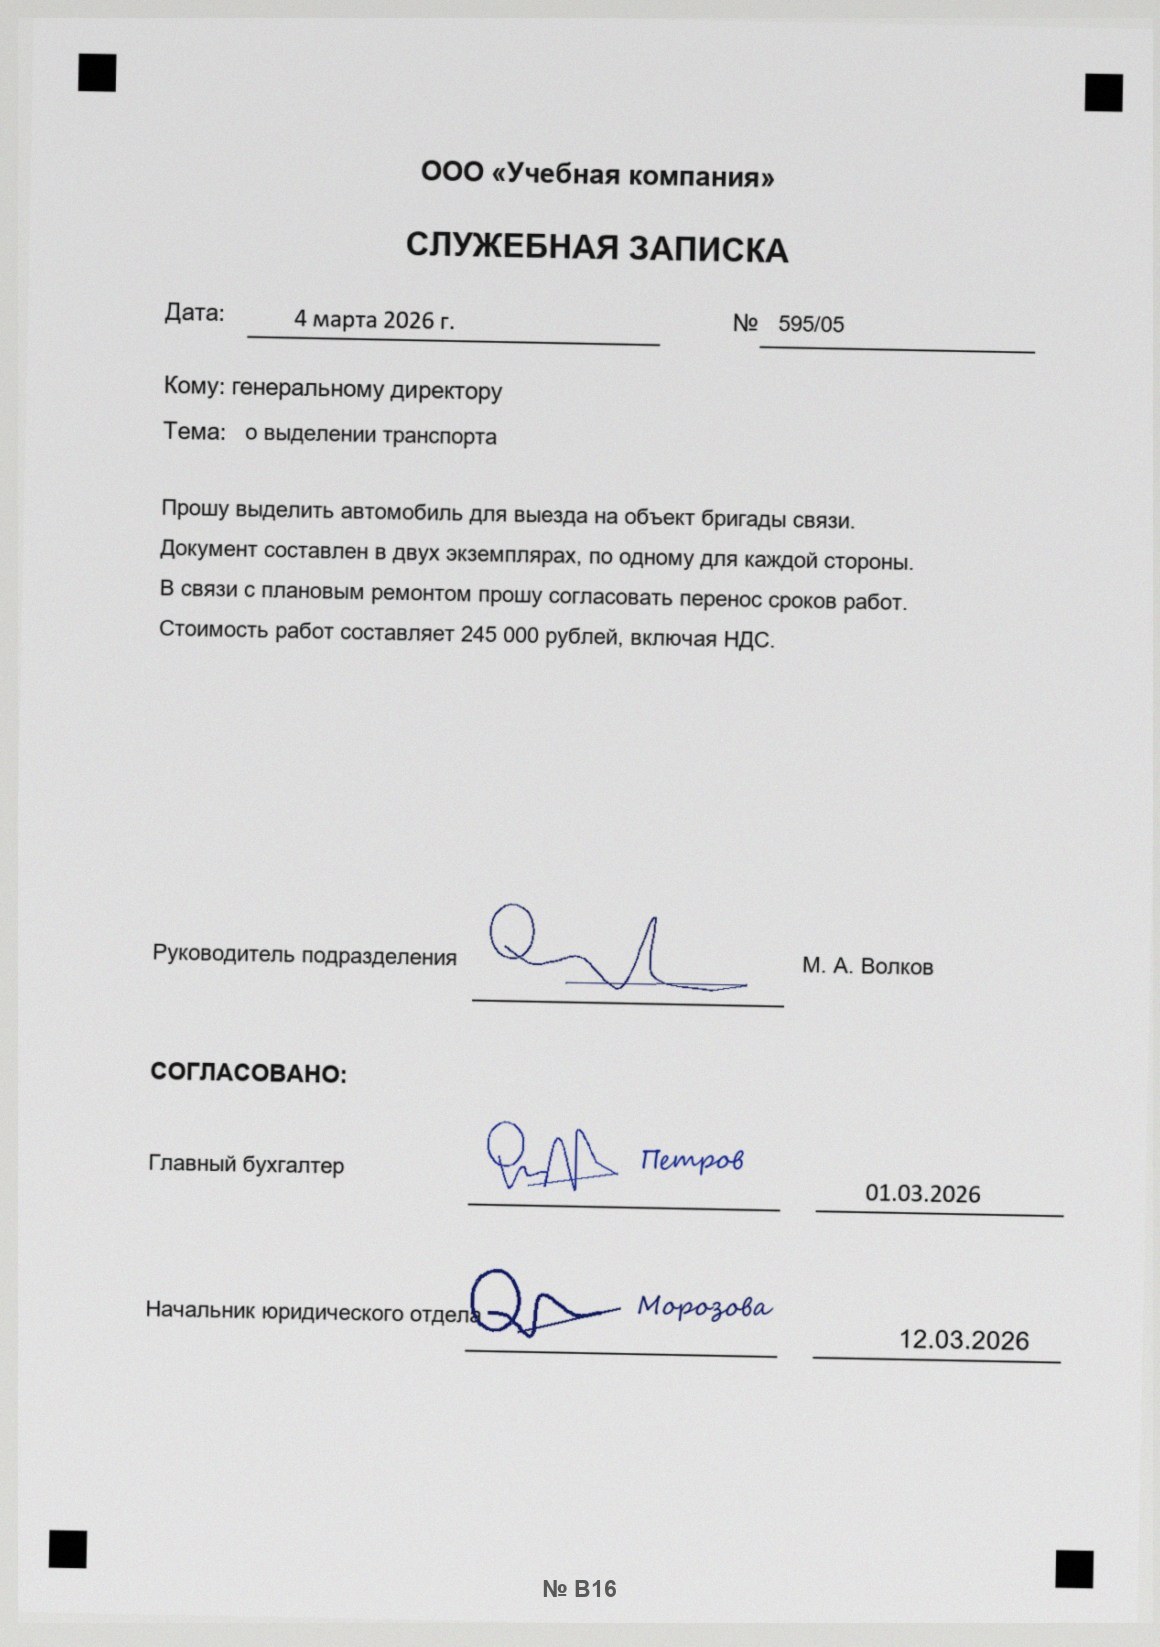 ООО «Учебная компания»
СЛУЖЕБНАЯ ЗАПИСКА
Дата: 4 марта 2026 г. № 595/05
Кому: генеральному директору
Тема: о выделении транспорта
Прошу выделить автомобиль для выезда на объект бригады связи.
Документ составлен в двух экземплярах, по одному для каждой стороны.
В связи с плановым ремонтом прошу согласовать перенос сроков работ.
Стоимость работ составляет 245 000 рублей, включая НДС.
Руководитель подразделения М. А. Волков
СОГЛАСОВАНО:
Главный бухгалтер Петров 01.03.2026
Начальник юридического отдела Морозова 12.03.2026
№ В16